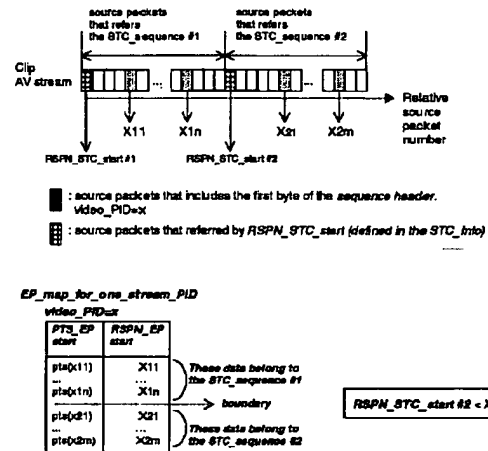 source packets
that refers
the STC_sequence #1
source packets
that refers
the STC_sequence #2
Clip
AV stream
...
...
Relative
source
packet
number
X11
X1n
X21
X2m
RSPN_STC_start #1
RSPN_STC_start #2
: source packets that includes the first byte of the sequence header.
video_PID=x
: source packets that referred by RSPN_STC_start (defined in the STC_Info)
EP_map_for_one_stream_PID
video_PID=x
PTS_EP start
RSPN_EP start
pts(x11) X11
... ...
pts(x1n) X1n
These data belong to
the STC_sequence #1
boundary
pts(x21) X21
... ...
pts(x2m) X2m
These data belong to
the STC_sequence #2
RSPN_STC_start #2 < X